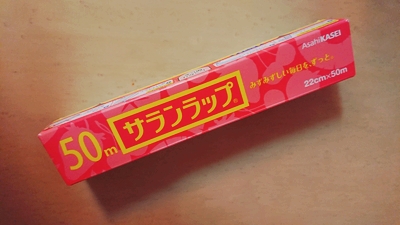 AsahiKASEI
50m
サランラップ®
みずみずしい毎日を、ずっと。
22cm×50m